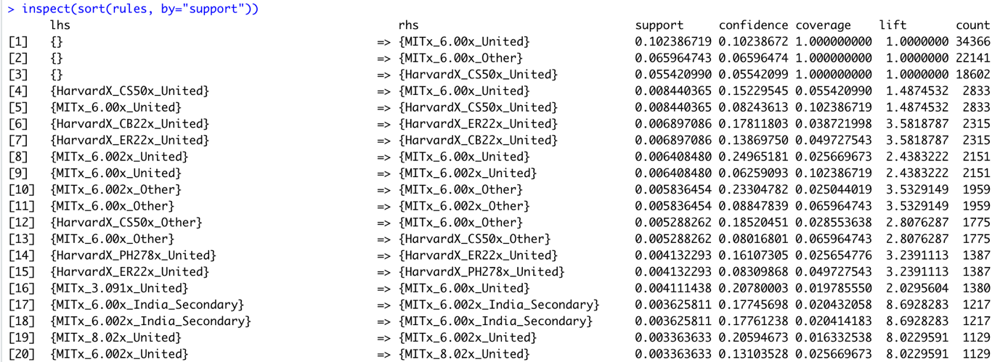 > inspect(sort(rules, by="support"))
lhs rhs support confidence coverage lift count
[1] {} => {MITx_6.00x_United} 0.102386719 0.10238672 1.000000000 1.0000000 34366
[2] {} => {MITx_6.00x_Other} 0.065964743 0.06596474 1.000000000 1.0000000 22141
[3] {} => {HarvardX_CS50x_United} 0.055420990 0.05542099 1.000000000 1.0000000 18602
[4] {HarvardX_CS50x_United} => {MITx_6.00x_United} 0.008440365 0.15229545 0.055420990 1.4874532 2833
[5] {MITx_6.00x_United} => {HarvardX_CS50x_United} 0.008440365 0.08243613 0.102386719 1.4874532 2833
[6] {HarvardX_CB22x_United} => {HarvardX_ER22x_United} 0.006897086 0.17811803 0.038721998 3.5818787 2315
[7] {HarvardX_ER22x_United} => {HarvardX_CB22x_United} 0.006897086 0.13869750 0.049727543 3.5818787 2315
[8] {MITx_6.002x_United} => {MITx_6.00x_United} 0.006408480 0.24965181 0.025669673 2.4383222 2151
[9] {MITx_6.00x_United} => {MITx_6.002x_United} 0.006408480 0.06259093 0.102386719 2.4383222 2151
[10] {MITx_6.002x_Other} => {MITx_6.00x_Other} 0.005836454 0.23304782 0.025044019 3.5329149 1959
[11] {MITx_6.00x_Other} => {MITx_6.002x_Other} 0.005836454 0.08847839 0.065964743 3.5329149 1959
[12] {HarvardX_CS50x_Other} => {MITx_6.00x_Other} 0.005288262 0.18520451 0.028553638 2.8076287 1775
[13] {MITx_6.00x_Other} => {HarvardX_CS50x_Other} 0.005288262 0.08016801 0.065964743 2.8076287 1775
[14] {HarvardX_PH278x_United} => {HarvardX_ER22x_United} 0.004132293 0.16107305 0.025654776 3.2391113 1387
[15] {HarvardX_ER22x_United} => {HarvardX_PH278x_United} 0.004132293 0.08309868 0.049727543 3.2391113 1387
[16] {MITx_3.091x_United} => {MITx_6.00x_United} 0.004111438 0.20780003 0.019785550 2.0295604 1380
[17] {MITx_6.00x_India_Secondary} => {MITx_6.002x_India_Secondary} 0.003625811 0.17745698 0.020432058 8.6928283 1217
[18] {MITx_6.002x_India_Secondary} => {MITx_6.00x_India_Secondary} 0.003625811 0.17761238 0.020414183 8.6928283 1217
[19] {MITx_8.02x_United} => {MITx_6.002x_United} 0.003363633 0.20594673 0.016332538 8.0229591 1129
[20] {MITx_6.002x_United} => {MITx_8.02x_United} 0.003363633 0.13103528 0.025669673 8.0229591 1129